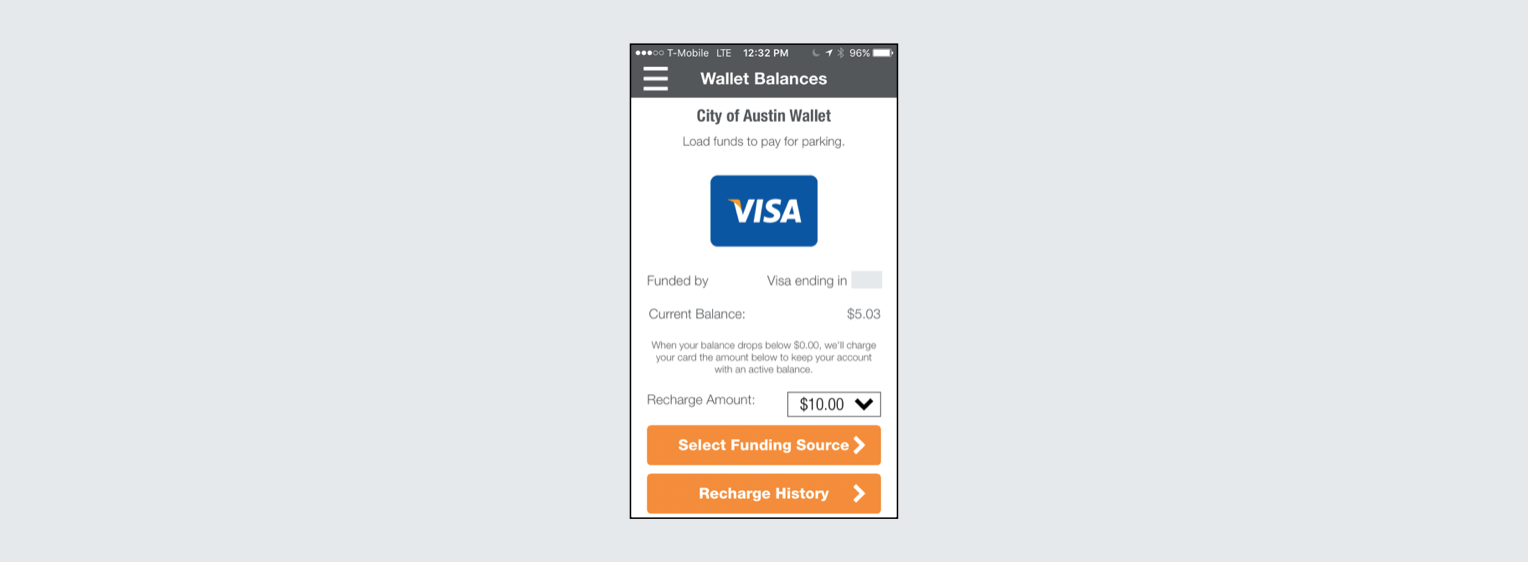 T-Mobile LTE 12:32 PM 96%
Wallet Balances
City of Austin Wallet
Load funds to pay for parking.
VISA
Funded by Visa ending in
Current Balance: $5.03
When your balance drops below $0.00, we'll charge
your card the amount below to keep your account
with an active balance.
Recharge Amount: $10.00
Select Funding Source
Recharge History